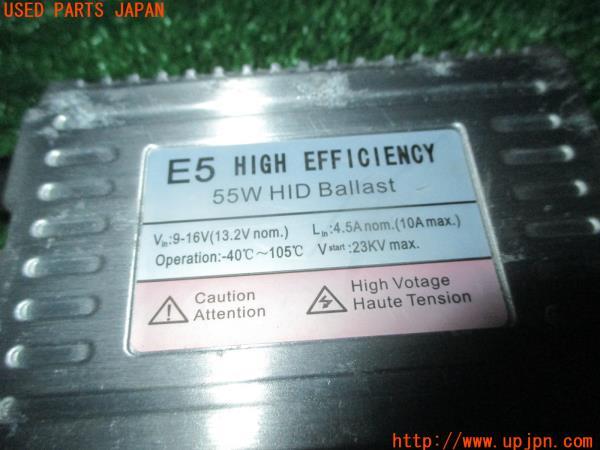 USED PARTS JAPAN
E5 HIGH EFFICIENCY
55W HID Ballast
Vin:9-16V(13.2V nom.) Lin:4.5A nom.(10A max.)
Operation:-40℃～105℃ Vstart:23KV max.
Caution
Attention
High Votage
Haute Tension
http://www.upjpn.com/